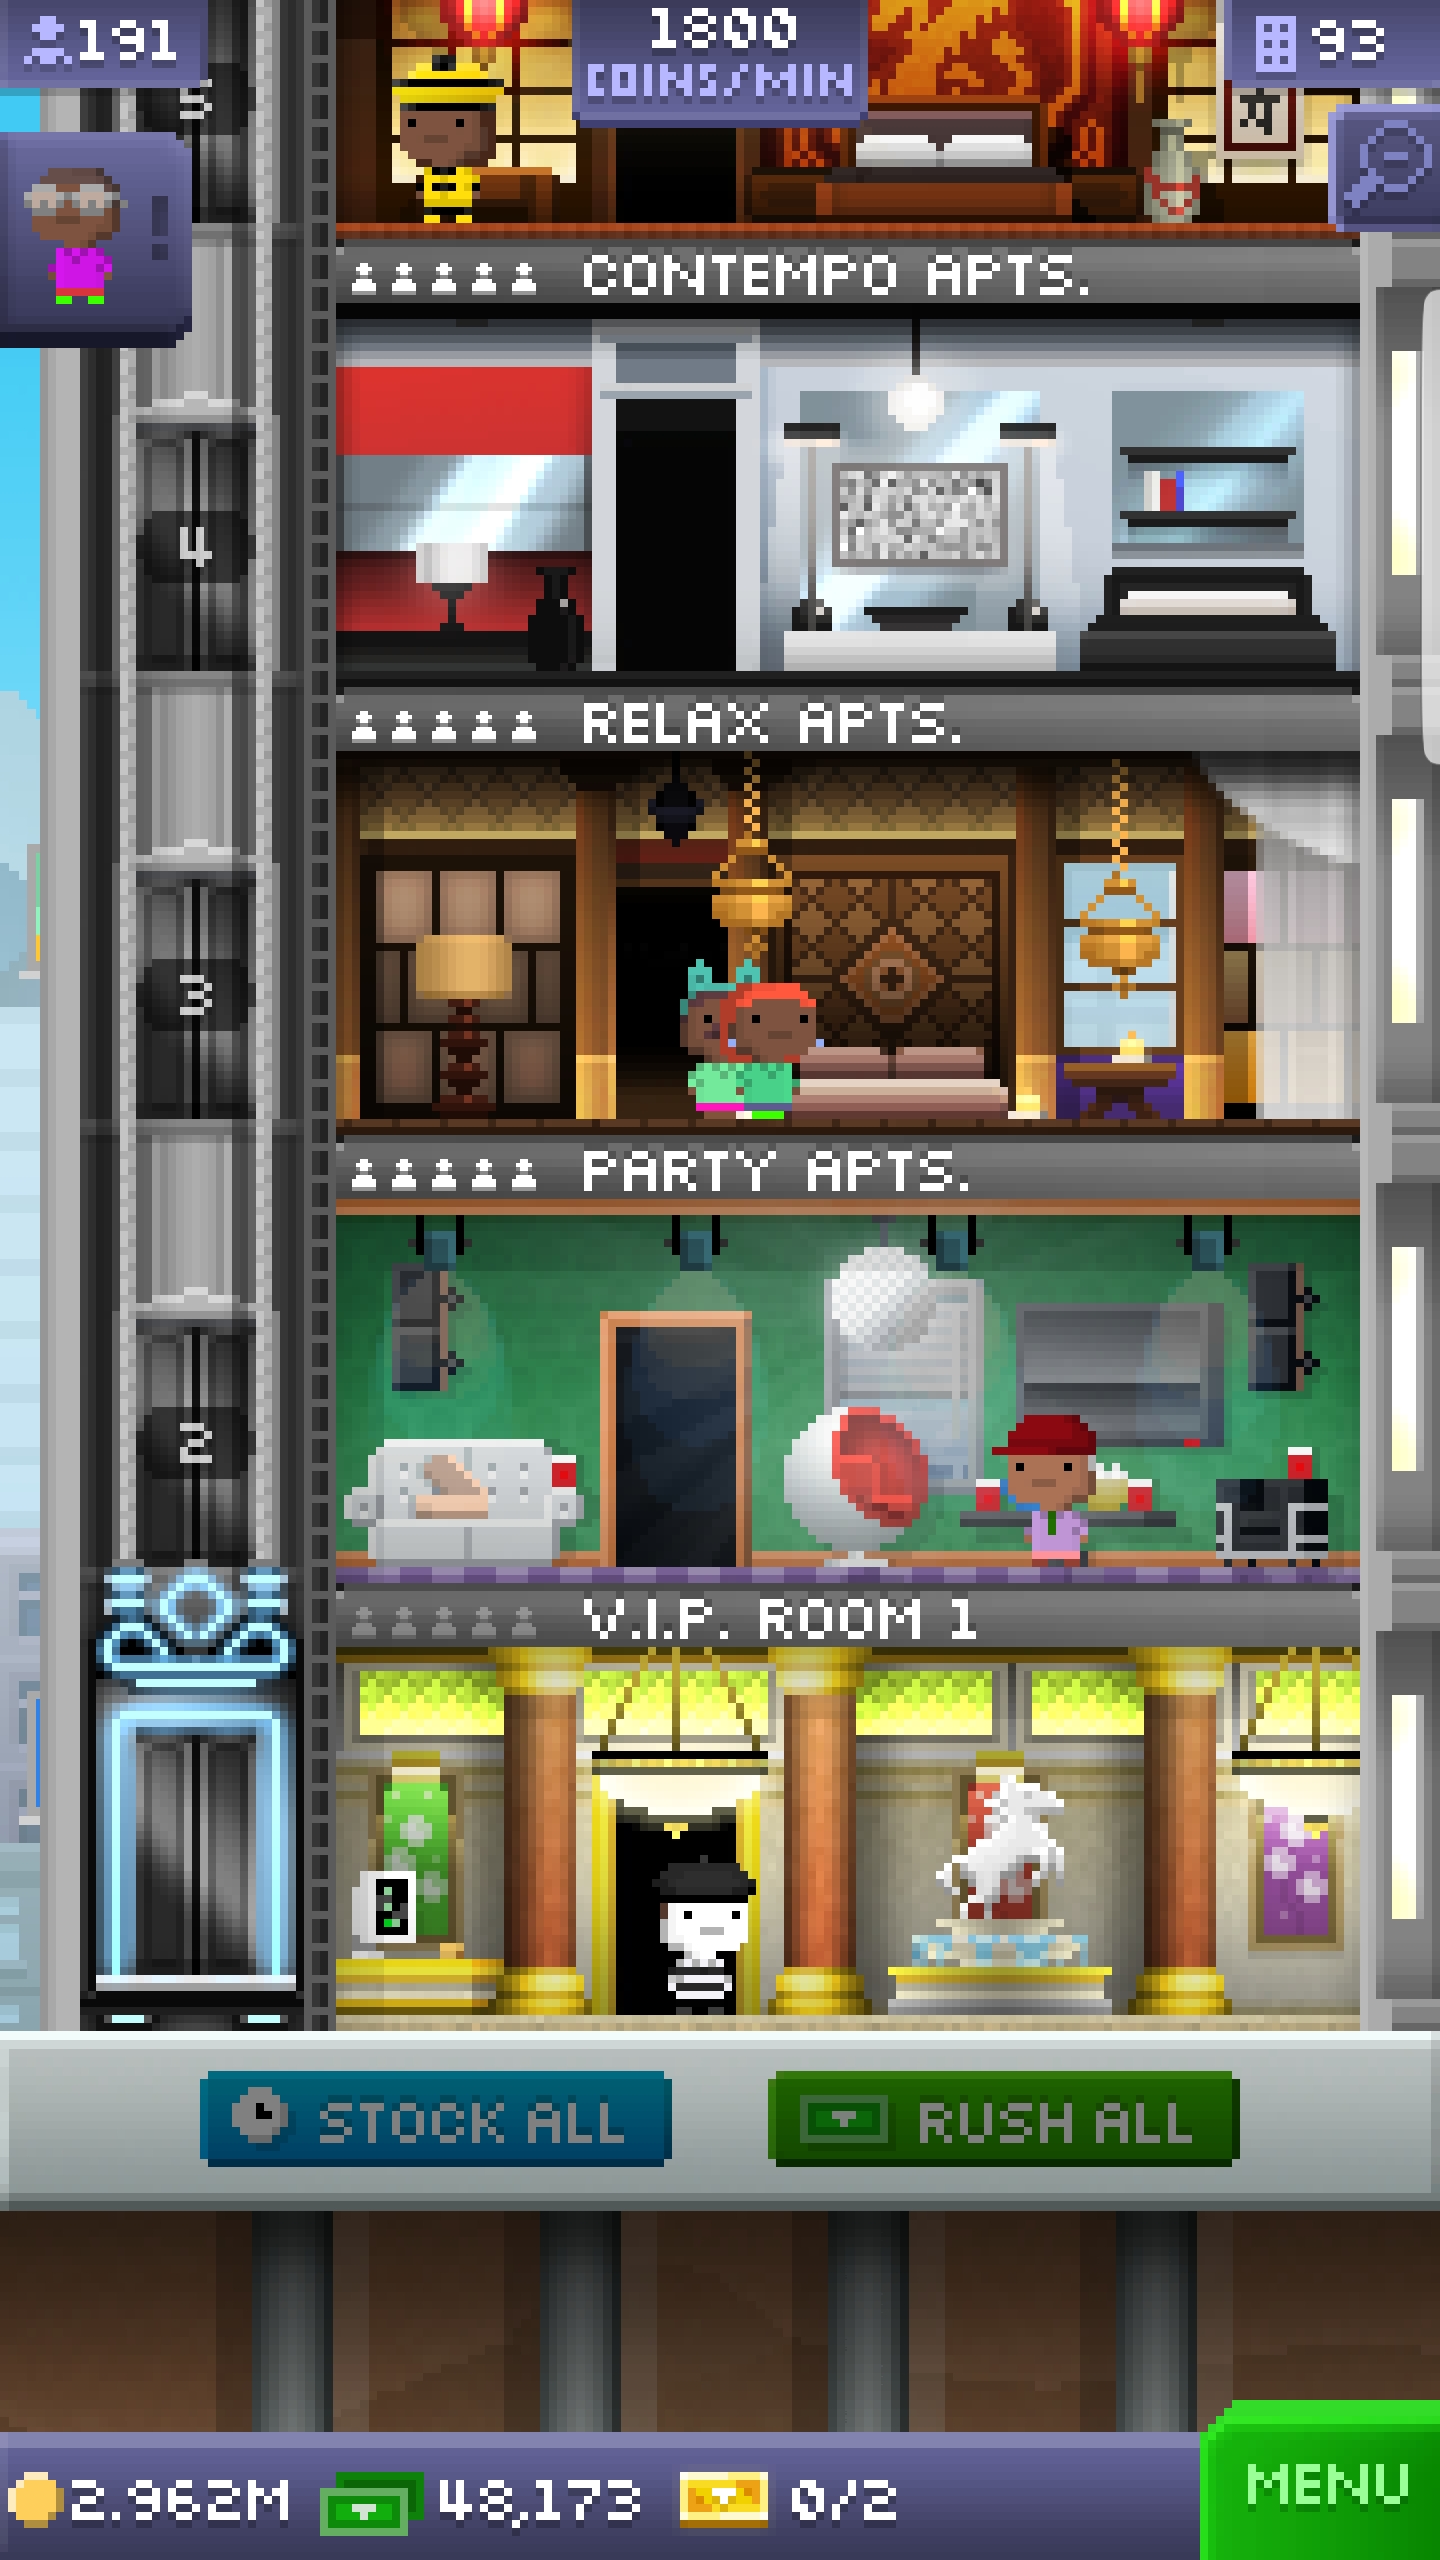 191
1800
COINS/MIN
93
5
CONTEMPO APTS.
4
RELAX APTS.
3
PARTY APTS.
2
V.I.P. ROOM 1
STOCK ALL
RUSH ALL
2.962M
48,173
0/2
MENU